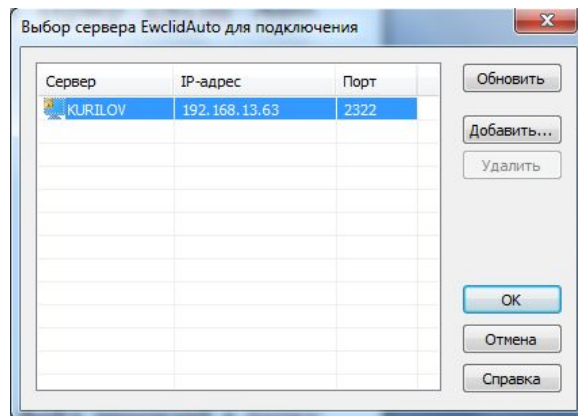 Выбор сервера EwclidAuto для подключения
Сервер IP-адрес Порт
KURILOV 192.168.13.63 2322
Обновить
Добавить...
Удалить
OK
Отмена
Справка